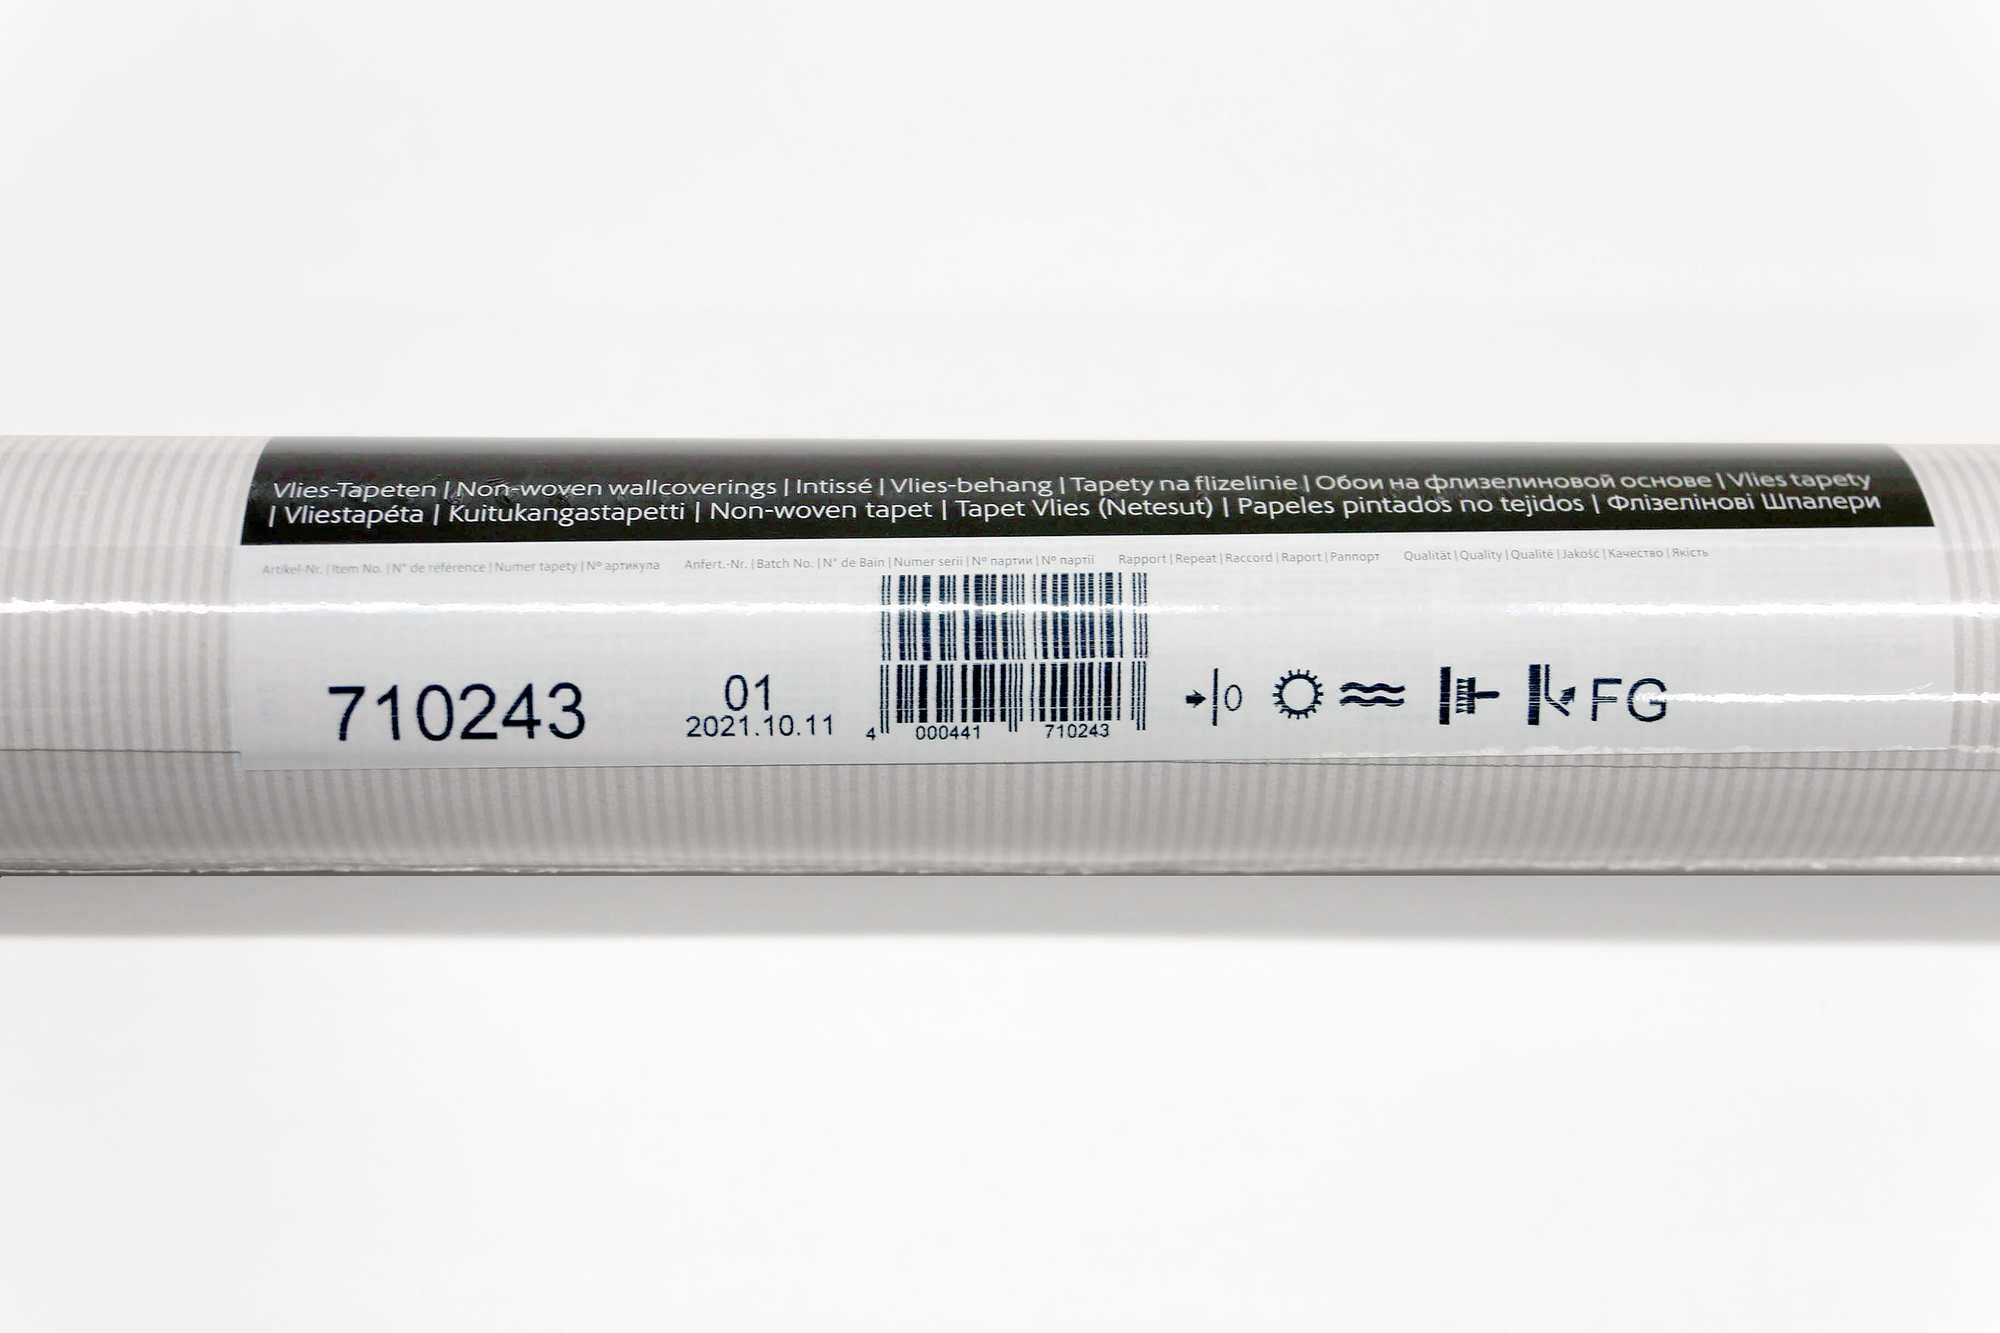 Vlies-Tapeten | Non-woven wallcoverings | Intissé | Vlies-behang | Tapety na flizelinie | Обои на флизелиновой основе | Vlies tapety
| Vliestapéta | Kuitukangastapetti | Non-woven tapet | Tapet Vlies (Netesut) | Papeles pintados no tejidos | Флізелінові Шпалери
Artikel-Nr. | Item No. | N° de référence | Numer tapety | Nº артикула
Anfert.-Nr. | Batch No. | N° de Bain | Numer serii | Nº партии | Nº партії
Rapport | Repeat | Raccord | Raport | Раппорт
Qualität | Quality | Qualité | Jakość | Качество | Якість
710243
01
2021.10.11
4 000441 710243
0
FG